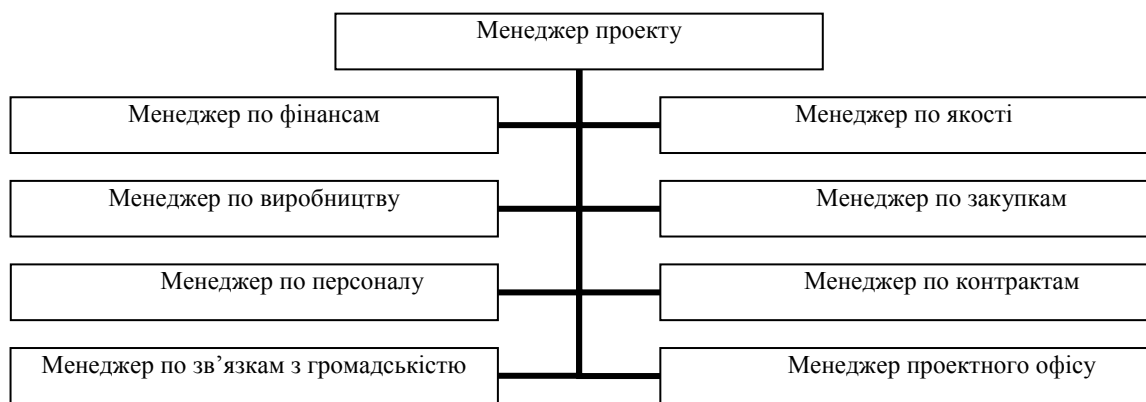 Менеджер проекту
Менеджер по фінансам
Менеджер по якості
Менеджер по виробництву
Менеджер по закупкам
Менеджер по персоналу
Менеджер по контрактам
Менеджер по зв’язкам з громадськістю
Менеджер проектного офісу